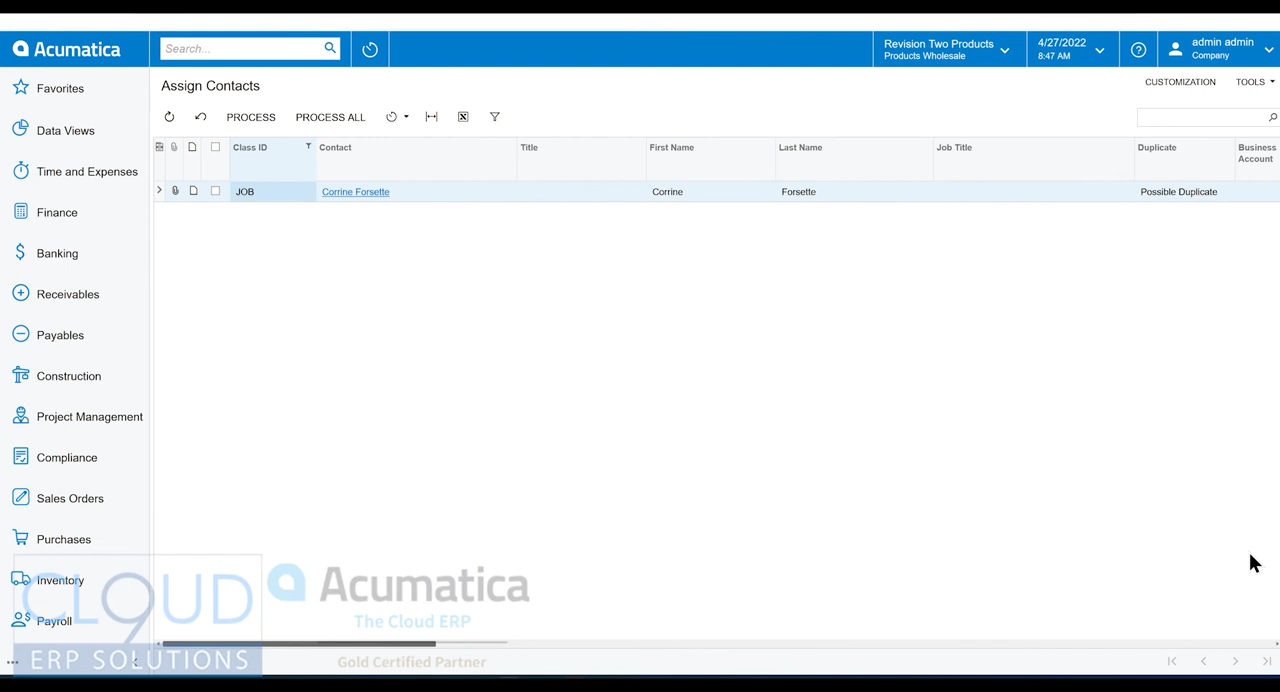 Acumatica
Search...
Revision Two Products
Products Wholesale
4/27/2022
8:47 AM
admin admin
Company
Favorites
Data Views
Time and Expenses
Finance
Banking
Receivables
Payables
Construction
Project Management
Compliance
Sales Orders
Purchases
Inventory
Payroll
Assign Contacts
CUSTOMIZATION
TOOLS
PROCESS
PROCESS ALL
Class ID
Contact
Title
First Name
Last Name
Job Title
Duplicate
Business
Account
JOB
Corrine Forsette
Corrine
Forsette
Possible Duplicate
CLOUD
9
ERP SOLUTIONS
Acumatica
The Cloud ERP
Gold Certified Partner